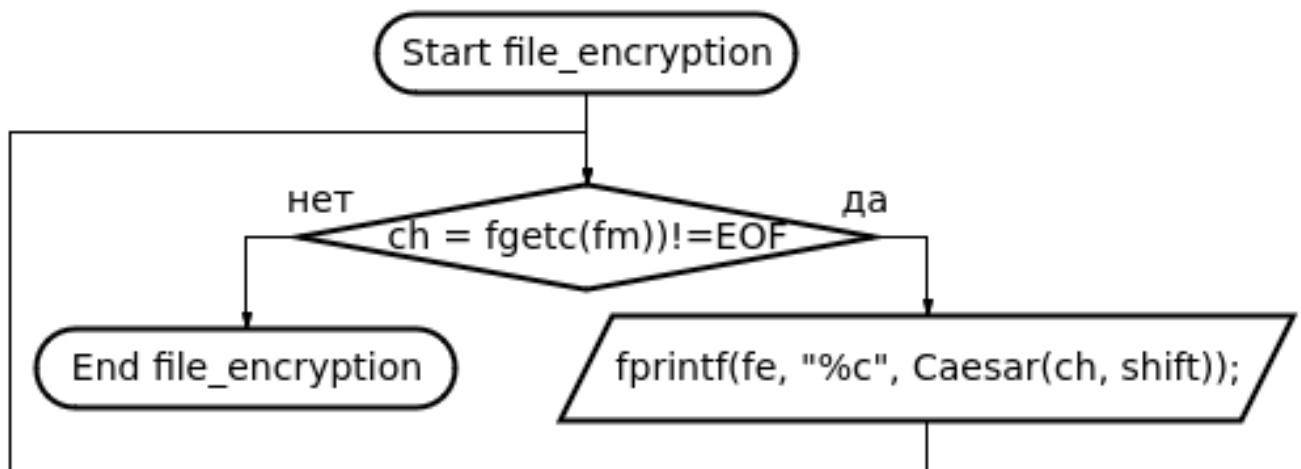 Start file_encryption
нет
да
ch = fgetc(fm))!=EOF
End file_encryption
fprintf(fe, "%c", Caesar(ch, shift));